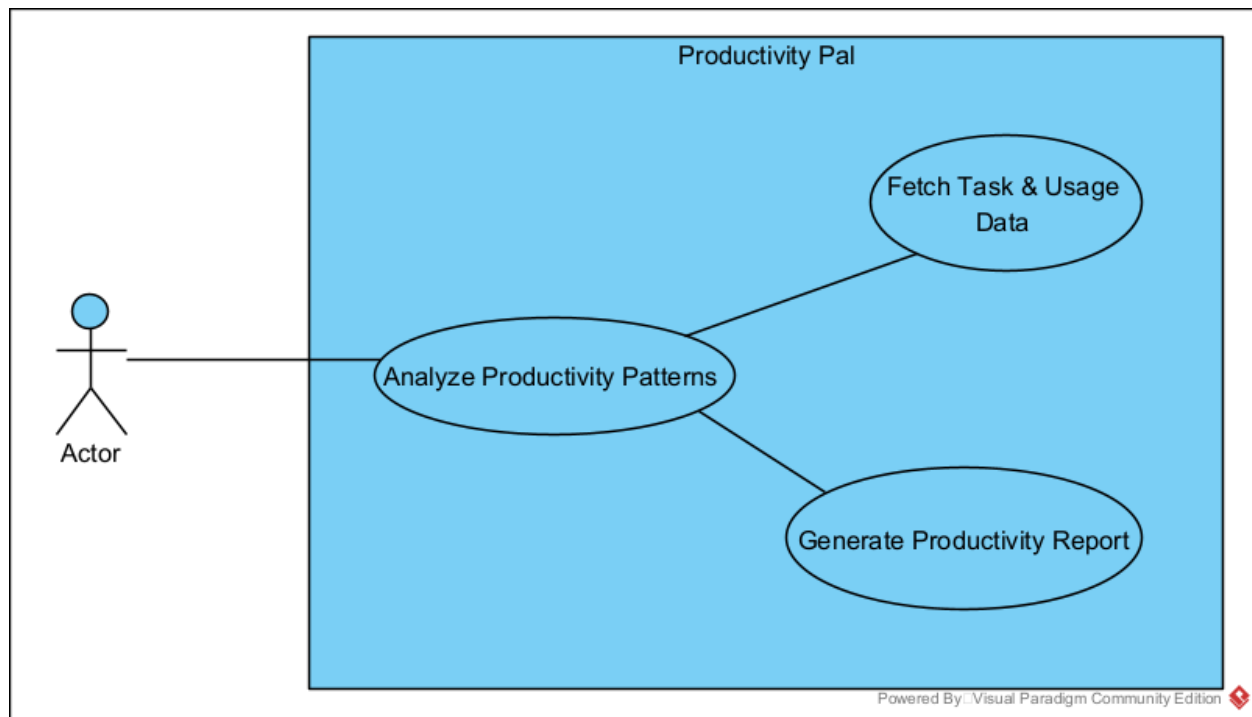 Productivity Pal
Fetch Task & Usage
Data
Analyze Productivity Patterns
Actor
Generate Productivity Report
Powered By Visual Paradigm Community Edition